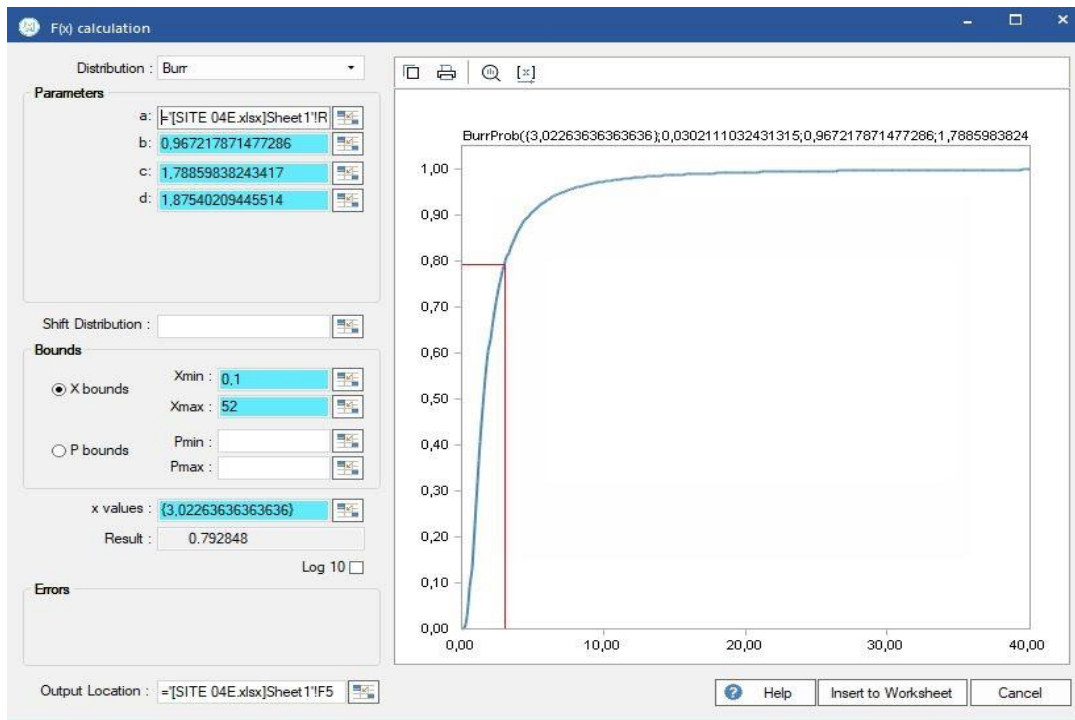 F(x) calculation
Distribution : Burr
Parameters
a: ='[SITE 04E.xlsx]Sheet1'!R
b: 0,967217871477286
c: 1,78859838243417
d: 1,87540209445514
Shift Distribution :
Bounds
X bounds
Xmin : 0,1
Xmax : 52
P bounds
Pmin :
Pmax :
x values : {3,02263636363636}
Result : 0.792848
Log 10
Errors
Output Location : ='[SITE 04E.xlsx]Sheet1'!F5
[x]
BurrProb({3,02263636363636};0,0302111032431315;0,967217871477286;1,7885983824
1,00
0,90
0,80
0,70
0,60
0,50
0,40
0,30
0,20
0,10
0,00
0,00 10,00 20,00 30,00 40,00
? Help Insert to Worksheet Cancel